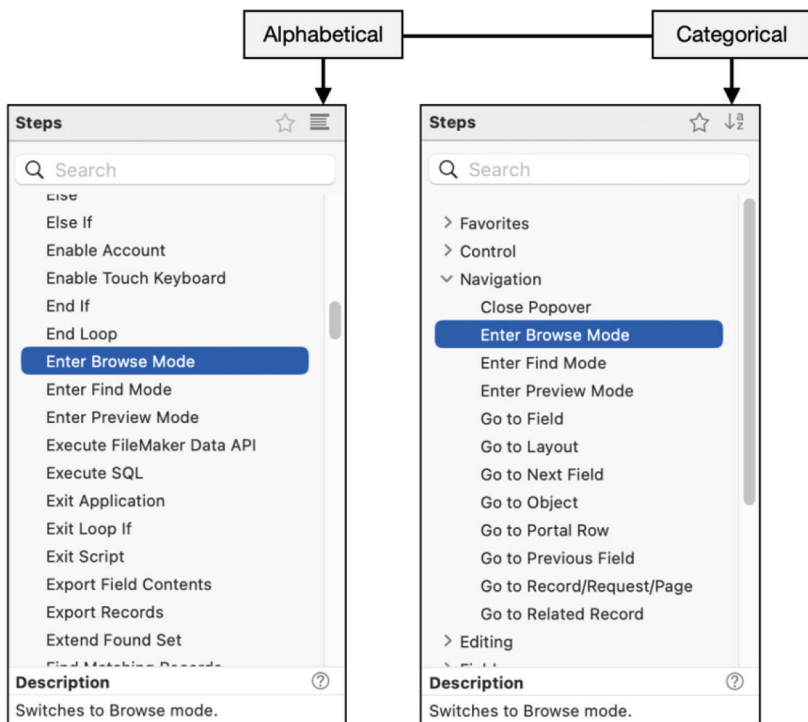 Alphabetical
Categorical
Steps
Search
Else
Else If
Enable Account
Enable Touch Keyboard
End If
End Loop
Enter Browse Mode
Enter Find Mode
Enter Preview Mode
Execute FileMaker Data API
Execute SQL
Exit Application
Exit Loop If
Exit Script
Export Field Contents
Export Records
Extend Found Set
Find Matching Records
Description
Switches to Browse mode.
Steps
a
z
Search
Favorites
Control
Navigation
Close Popover
Enter Browse Mode
Enter Find Mode
Enter Preview Mode
Go to Field
Go to Layout
Go to Next Field
Go to Object
Go to Portal Row
Go to Previous Field
Go to Record/Request/Page
Go to Related Record
Editing
Description
Switches to Browse mode.